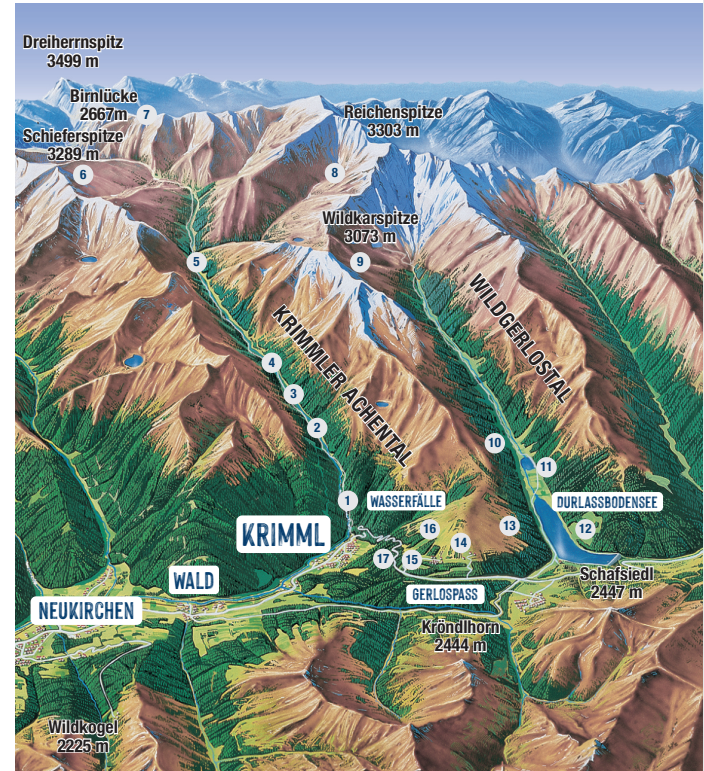 Dreiherrnspitz
3499 m
Birnlücke
2667m
7
Schieferspitze
3289 m
6
Reichenspitze
3303 m
8
Wildkarspitze
3073 m
5
9
KRIMMLER ACHENTAL
WILDGERLOSTAL
4
3
2
10
11
1
WASSERFÄLLE
DURLASSBODENSEE
KRIMML
16
13
12
14
17
15
WALD
GERLOSPASS
Schafsiedl
2447 m
NEUKIRCHEN
Kröndlhorn
2444 m
Wildkogel
2225 m